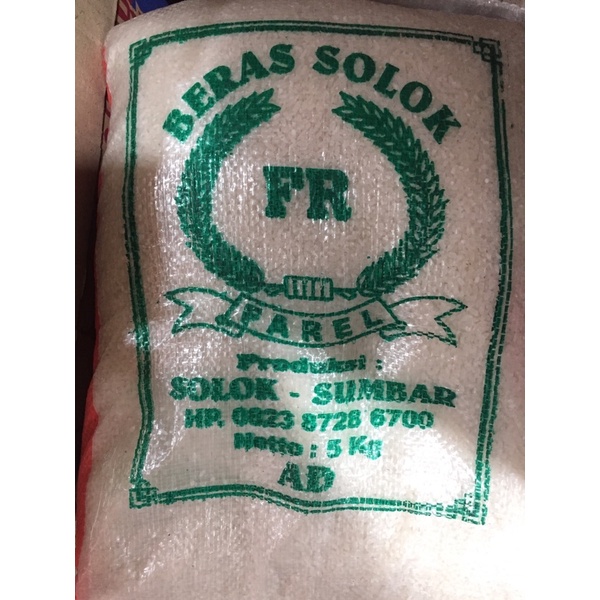 BERAS SOLOK
FR
PAREL
Produksi :
SOLOK - SUMBAR
HP. 0823 8728 6700
Netto : 5 Kg
AD